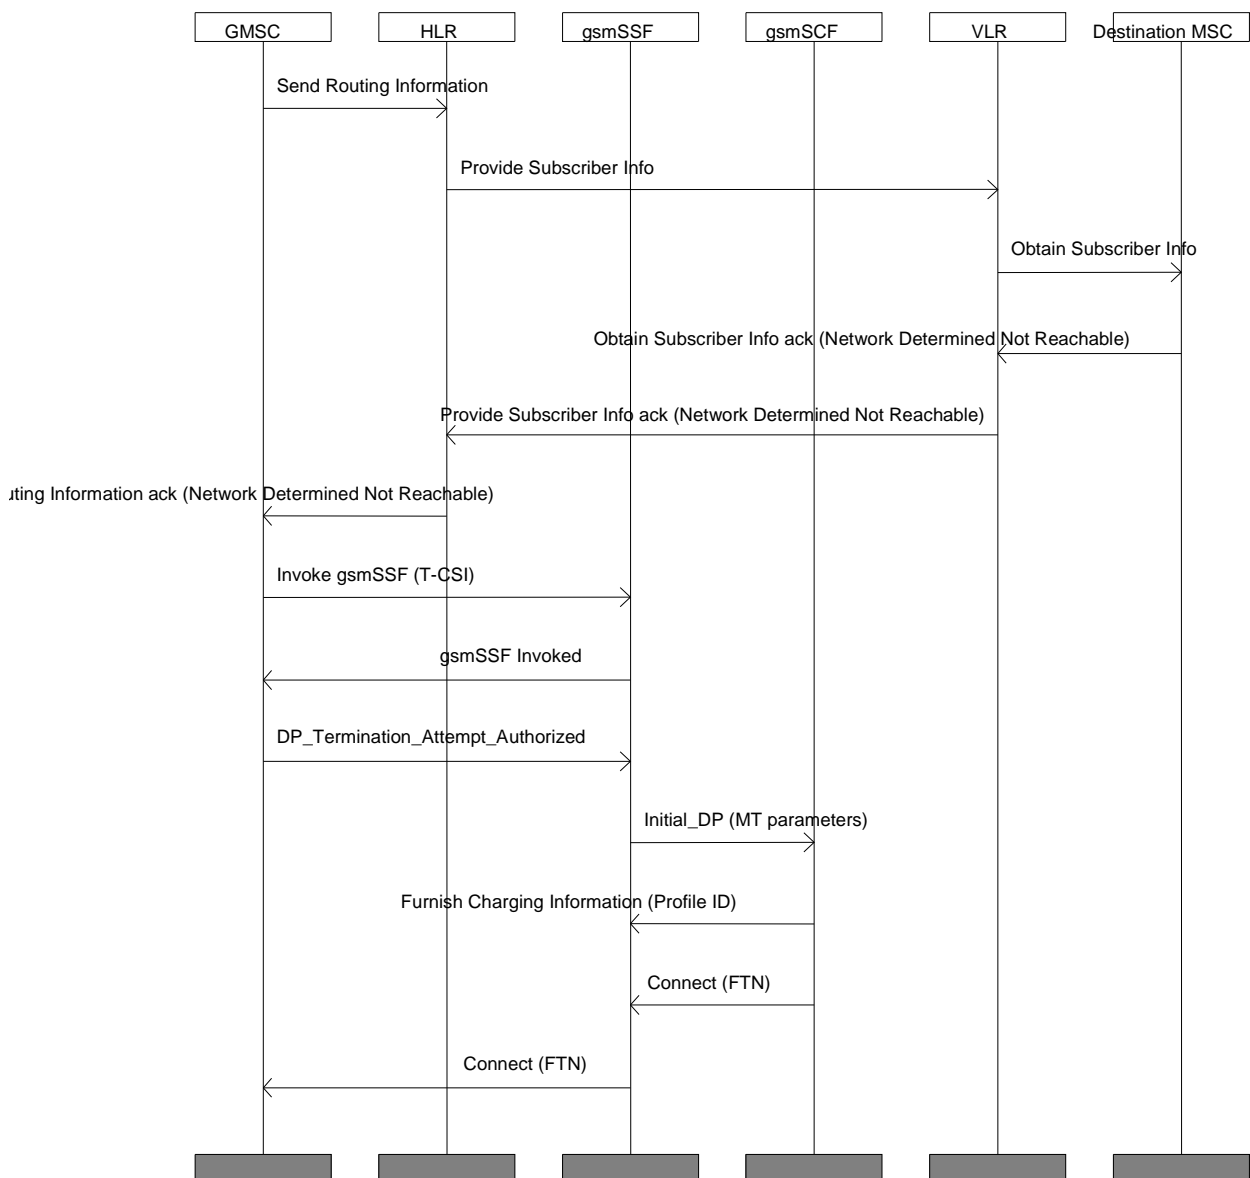 GMSC HLR gsmSSF gsmSCF VLR Destination MSC
Send Routing Information
Provide Subscriber Info
Obtain Subscriber Info
Obtain Subscriber Info ack (Network Determined Not Reachable)
Provide Subscriber Info ack (Network Determined Not Reachable)
uting Information ack (Network Determined Not Reachable)
Invoke gsmSSF (T-CSI)
gsmSSF Invoked
DP_Termination_Attempt_Authorized
Initial_DP (MT parameters)
Furnish Charging Information (Profile ID)
Connect (FTN)
Connect (FTN)